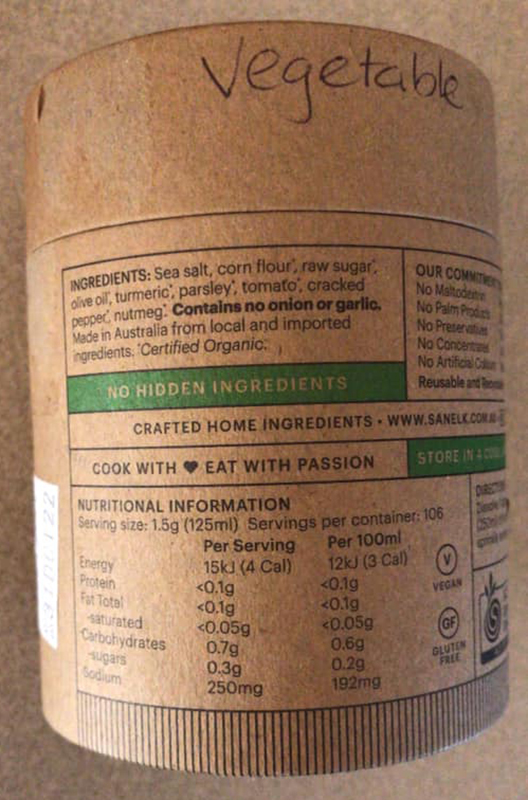 Vegetable
INGREDIENTS: Sea salt, corn flour*, raw sugar*,
olive oil*, turmeric*, parsley*, tomato*, cracked
pepper*, nutmeg*. Contains no onion or garlic.
Made in Australia from local and imported
ingredients. *Certified Organic.
NO HIDDEN INGREDIENTS
OUR COMMITMENT
No Maltodextrin
No Palm Products
No Preservatives
No Concentrates
No Artificial
Reusable and
CRAFTED HOME INGREDIENTS • WWW.SANELK.COM.AU
COOK WITH ♥ EAT WITH PASSION
STORE IN A
NUTRITIONAL INFORMATION
Serving size: 1.5g (125ml) Servings per container: 106
Per Serving Per 100ml
Energy 15kJ (4 Cal) 12kJ (3 Cal)
Protein <0.1g <0.1g
Fat Total <0.1g <0.1g
-saturated <0.05g <0.05g
Carbohydrates 0.7g 0.6g
-sugars 0.3g 0.2g
Sodium 250mg 192mg
V
VEGAN
GF
GLUTEN
FREE